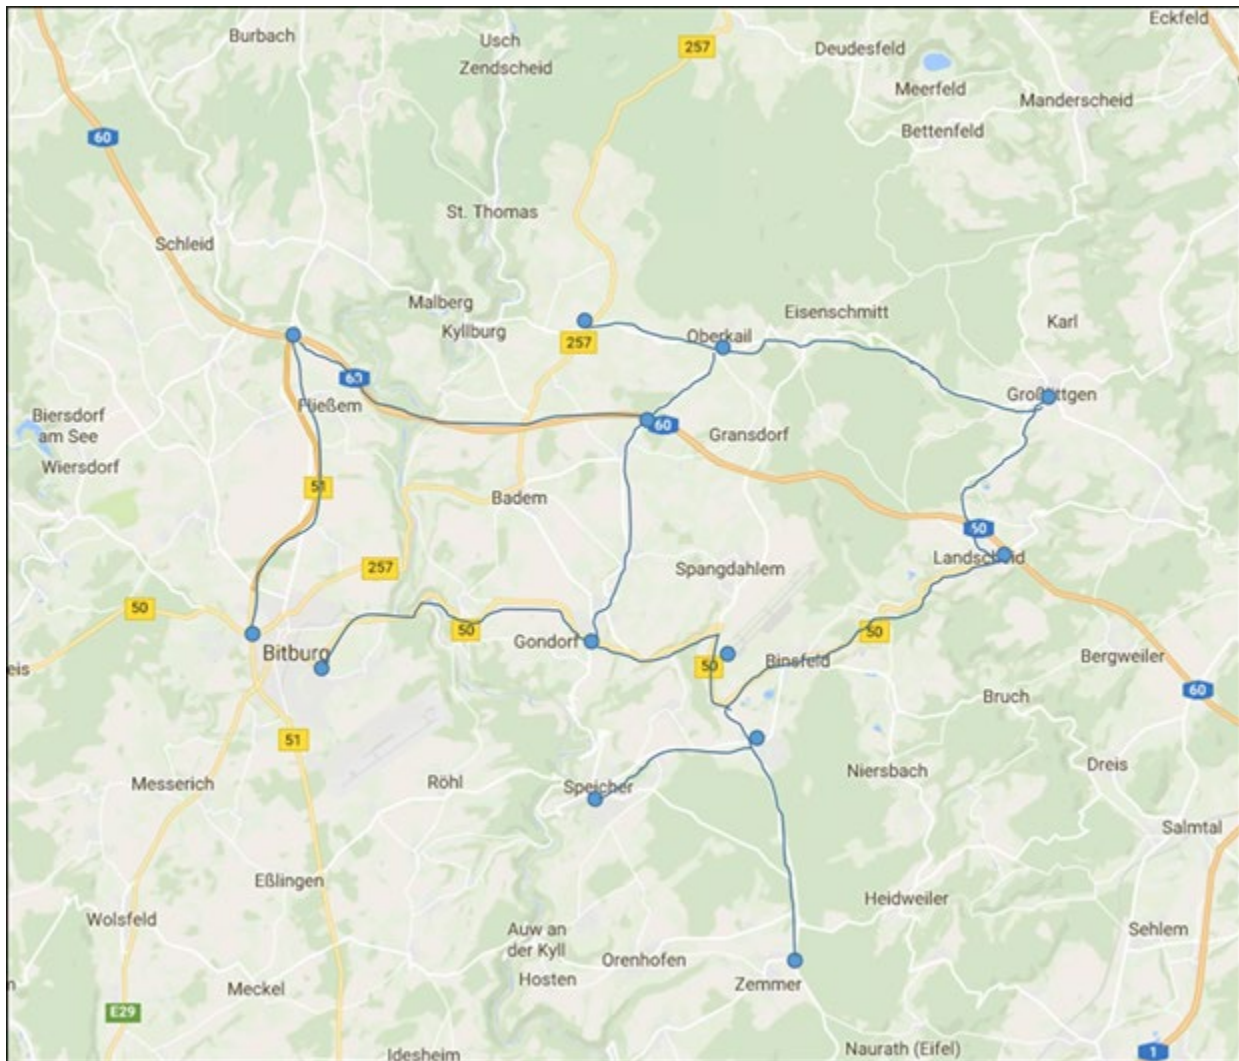 Eckfeld
Burbach
Usch
Deudesfeld
257
Zendscheid
Meerfeld
Manderscheid
60
Bettenfeld
St. Thomas
Schleid
Malberg
Eisenschmitt
Kyllburg
Karl
257
Oberkail
60
Großlittgen
Fließem
Biersdorf
am See
60
Gransdorf
Wiersdorf
51
Badem
60
Landscheid
257
Spangdahlem
50
50
50
Gondorf
Bitburg
Binsfeld
Bergweiler
50
eis
60
Bruch
51
Dreis
Niersbach
Messerich
Röhl
Speicher
Salmtal
Eßlingen
Heidweiler
Wolsfeld
Auw an
der Kyll
Sehlem
Orenhofen
Hosten
Zemmer
Meckel
E29
Naurath (Eifel)
1
Idesheim